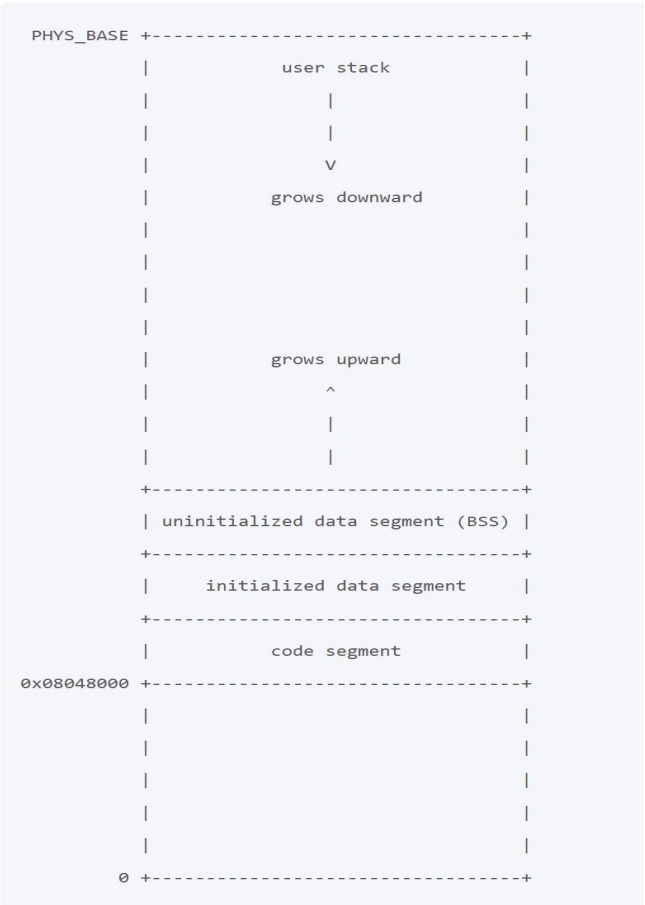 PHYS_BASE +----------------------------------+
          |            user stack            |
          |                 |                |
          |                 |                |
          |                 V                |
          |           grows downward         |
          |                                  |
          |                                  |
          |                                  |
          |                                  |
          |           grows upward           |
          |                 ^                |
          |                 |                |
          |                 |                |
          +----------------------------------+
          | uninitialized data segment (BSS) |
          +----------------------------------+
          |     initialized data segment     |
          +----------------------------------+
          |           code segment           |
0x08048000 +----------------------------------+
          |                                  |
          |                                  |
          |                                  |
          |                                  |
          |                                  |
        0 +----------------------------------+